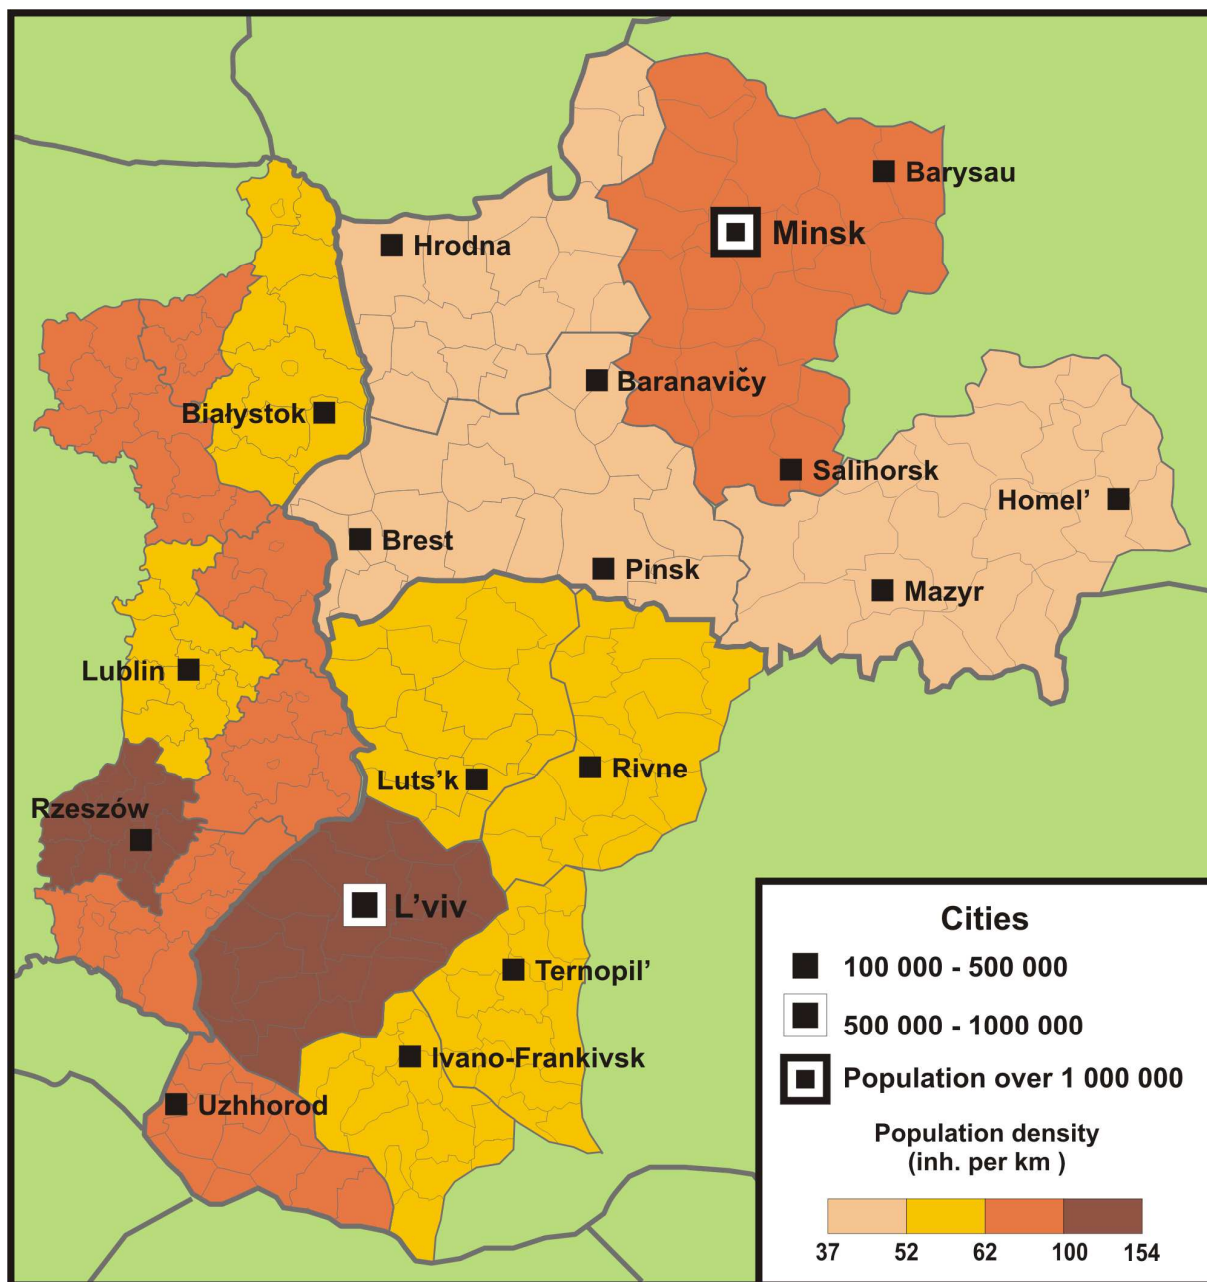 Barysau
Minsk
Hrodna
Baranavičy
Białystok
Salihorsk
Homel’
Brest
Pinsk
Mazyr
Lublin
Luts’k
Rivne
Rzeszów
L’viv
Ternopil’
Ivano-Frankivsk
Uzhhorod
Cities
100 000 - 500 000
500 000 - 1000 000
Population over 1 000 000
Population density
(inh. per km )
37 52 62 100 154